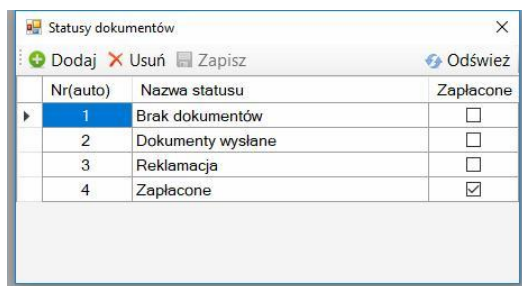 Statusy dokumentów
Dodaj Usuń Zapisz Odśwież
Nr(auto) Nazwa statusu Zapłacone
1 Brak dokumentów
2 Dokumenty wysłane
3 Reklamacja
4 Zapłacone